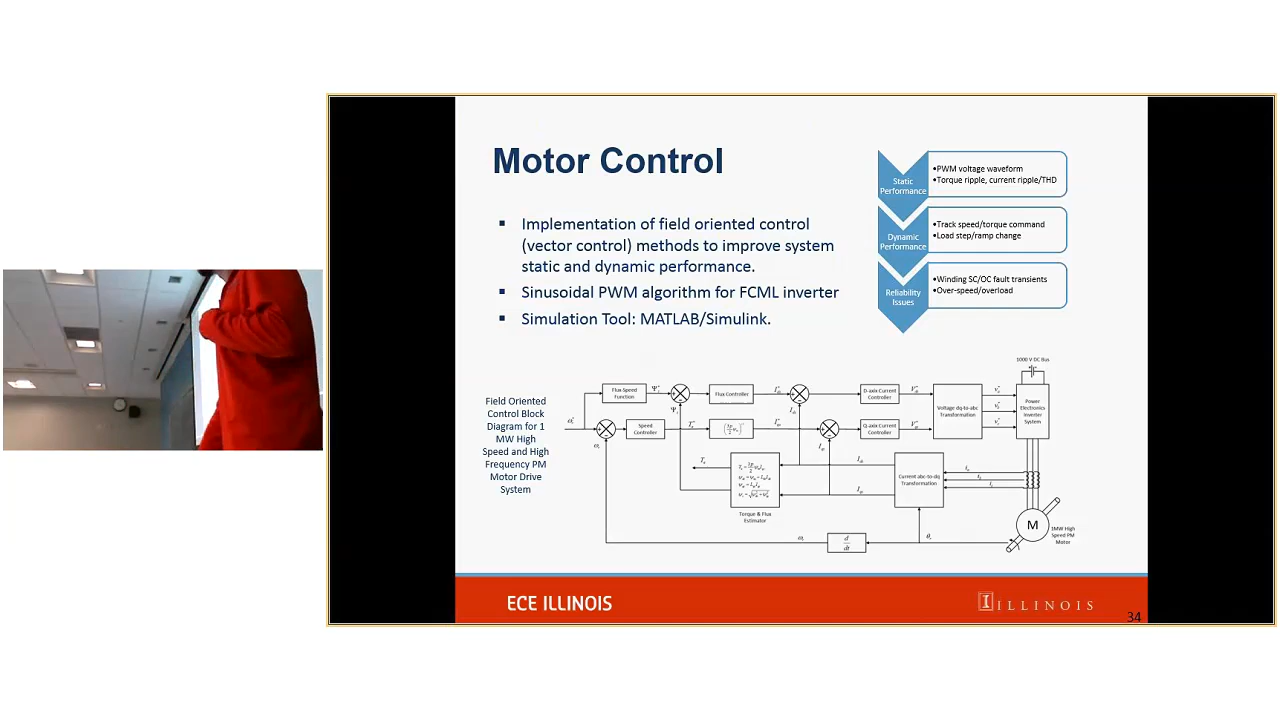 Motor Control
▪ Implementation of field oriented control
(vector control) methods to improve system
static and dynamic performance.
▪ Sinusoidal PWM algorithm for FCML inverter
▪ Simulation Tool: MATLAB/Simulink.
Static
Performance
•PWM voltage waveform
•Torque ripple, current ripple/THD
Dynamic
Performance
•Track speed/torque command
•Load step/ramp change
Reliability
Issues
•Winding SC/OC fault transients
•Over-speed/overload
Field Oriented
Control Block
Diagram for 1
MW High
Speed and High
Frequency PM
Motor Drive
System
Flux-Speed
Function
Flux Controller
D-axis Current
Controller
Speed
Controller
Q-axis Current
Controller
Voltage dq-to-abc
Transformation
1000 V DC Bus
Power
Electronics
Inverter
System
Current abc-to-dq
Transformation
Torque & Flux
Estimator
d
dt
M
1MW High
Speed PM
Motor
ECE ILLINOIS
I ILLINOIS
34